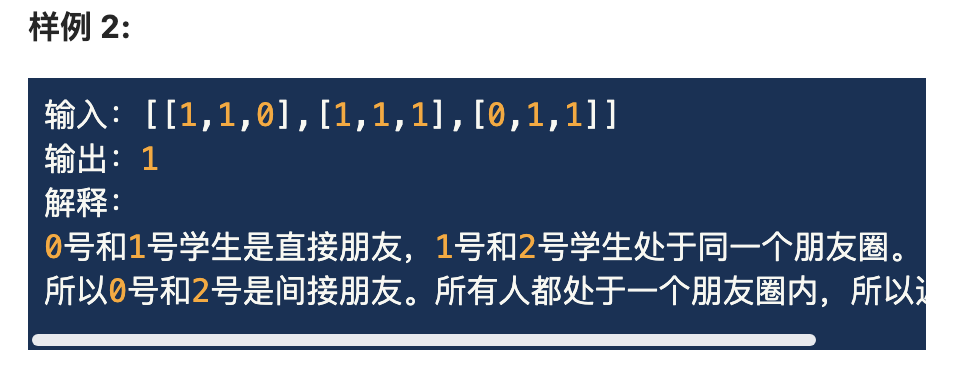 样例 2:
输入：[[1,1,0],[1,1,1],[0,1,1]]
输出：1
解释：
0号和1号学生是直接朋友，1号和2号学生处于同一个朋友圈。
所以0号和2号是间接朋友。所有人都处于一个朋友圈内，所以